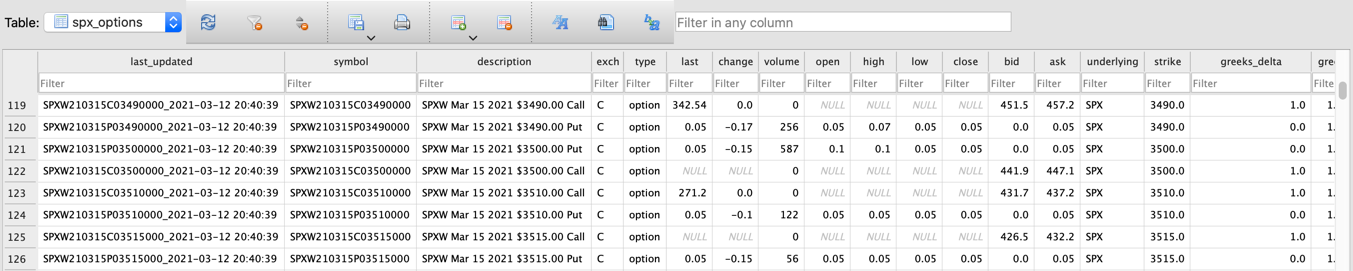 Table: spx_options Filter in any column
last_updated symbol description exch type last change volume open high low close bid ask underlying strike greeks_delta
Filter Filter Filter Filter Filter Filter Filter Filter Filter Filter Filter Filter Filter Filter Filter Filter Filter Filter
119 SPXW210315C03490000_2021-03-12 20:40:39 SPXW210315C03490000 SPXW Mar 15 2021 $3490.00 Call C option 342.54 0.0 0 NULL NULL NULL NULL 451.5 457.2 SPX 3490.0 1.0 1.
120 SPXW210315P03490000_2021-03-12 20:40:39 SPXW210315P03490000 SPXW Mar 15 2021 $3490.00 Put C option 0.05 -0.17 256 0.05 0.07 0.05 0.05 0.0 0.05 SPX 3490.0 0.0 1.
121 SPXW210315P03500000_2021-03-12 20:40:39 SPXW210315P03500000 SPXW Mar 15 2021 $3500.00 Put C option 0.05 -0.15 587 0.1 0.1 0.05 0.05 0.0 0.05 SPX 3500.0 0.0 1.
122 SPXW210315C03500000_2021-03-12 20:40:39 SPXW210315C03500000 SPXW Mar 15 2021 $3500.00 Call C option NULL NULL 0 NULL NULL NULL NULL 441.9 447.1 SPX 3500.0 1.0 1.
123 SPXW210315C03510000_2021-03-12 20:40:39 SPXW210315C03510000 SPXW Mar 15 2021 $3510.00 Call C option 271.2 0.0 0 NULL NULL NULL NULL 431.7 437.2 SPX 3510.0 1.0 1.
124 SPXW210315P03510000_2021-03-12 20:40:39 SPXW210315P03510000 SPXW Mar 15 2021 $3510.00 Put C option 0.05 -0.1 122 0.05 0.05 0.05 0.05 0.0 0.05 SPX 3510.0 0.0 1.
125 SPXW210315C03515000_2021-03-12 20:40:39 SPXW210315C03515000 SPXW Mar 15 2021 $3515.00 Call C option NULL NULL 0 NULL NULL NULL NULL 426.5 432.2 SPX 3515.0 1.0 1.
126 SPXW210315P03515000_2021-03-12 20:40:39 SPXW210315P03515000 SPXW Mar 15 2021 $3515.00 Put C option 0.05 -0.15 56 0.05 0.05 0.05 0.05 0.0 0.05 SPX 3515.0 0.0 1.